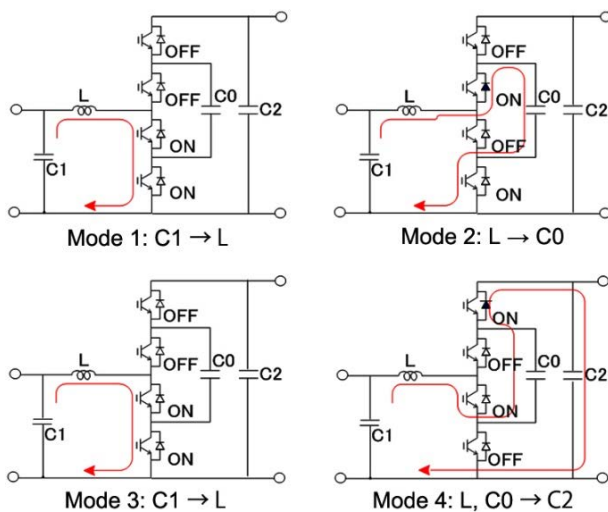 OFF
L
OFF
C0
C2
ON
C1
ON
Mode 1: C1 → L
OFF
L
ON
C0
C2
OFF
C1
ON
Mode 2: L → C0
OFF
L
OFF
C0
C2
ON
C1
ON
Mode 3: C1 → L
ON
L
OFF
C0
C2
ON
C1
OFF
Mode 4: L, C0 → C2